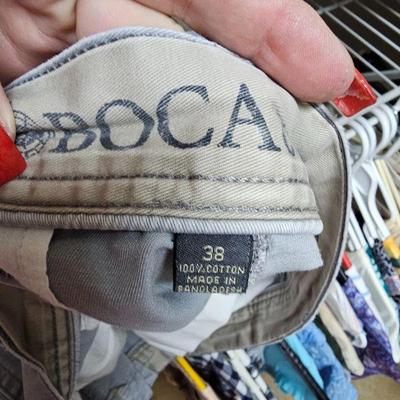 BOCA
38
100% COTTON
MADE IN
BANGLADESH